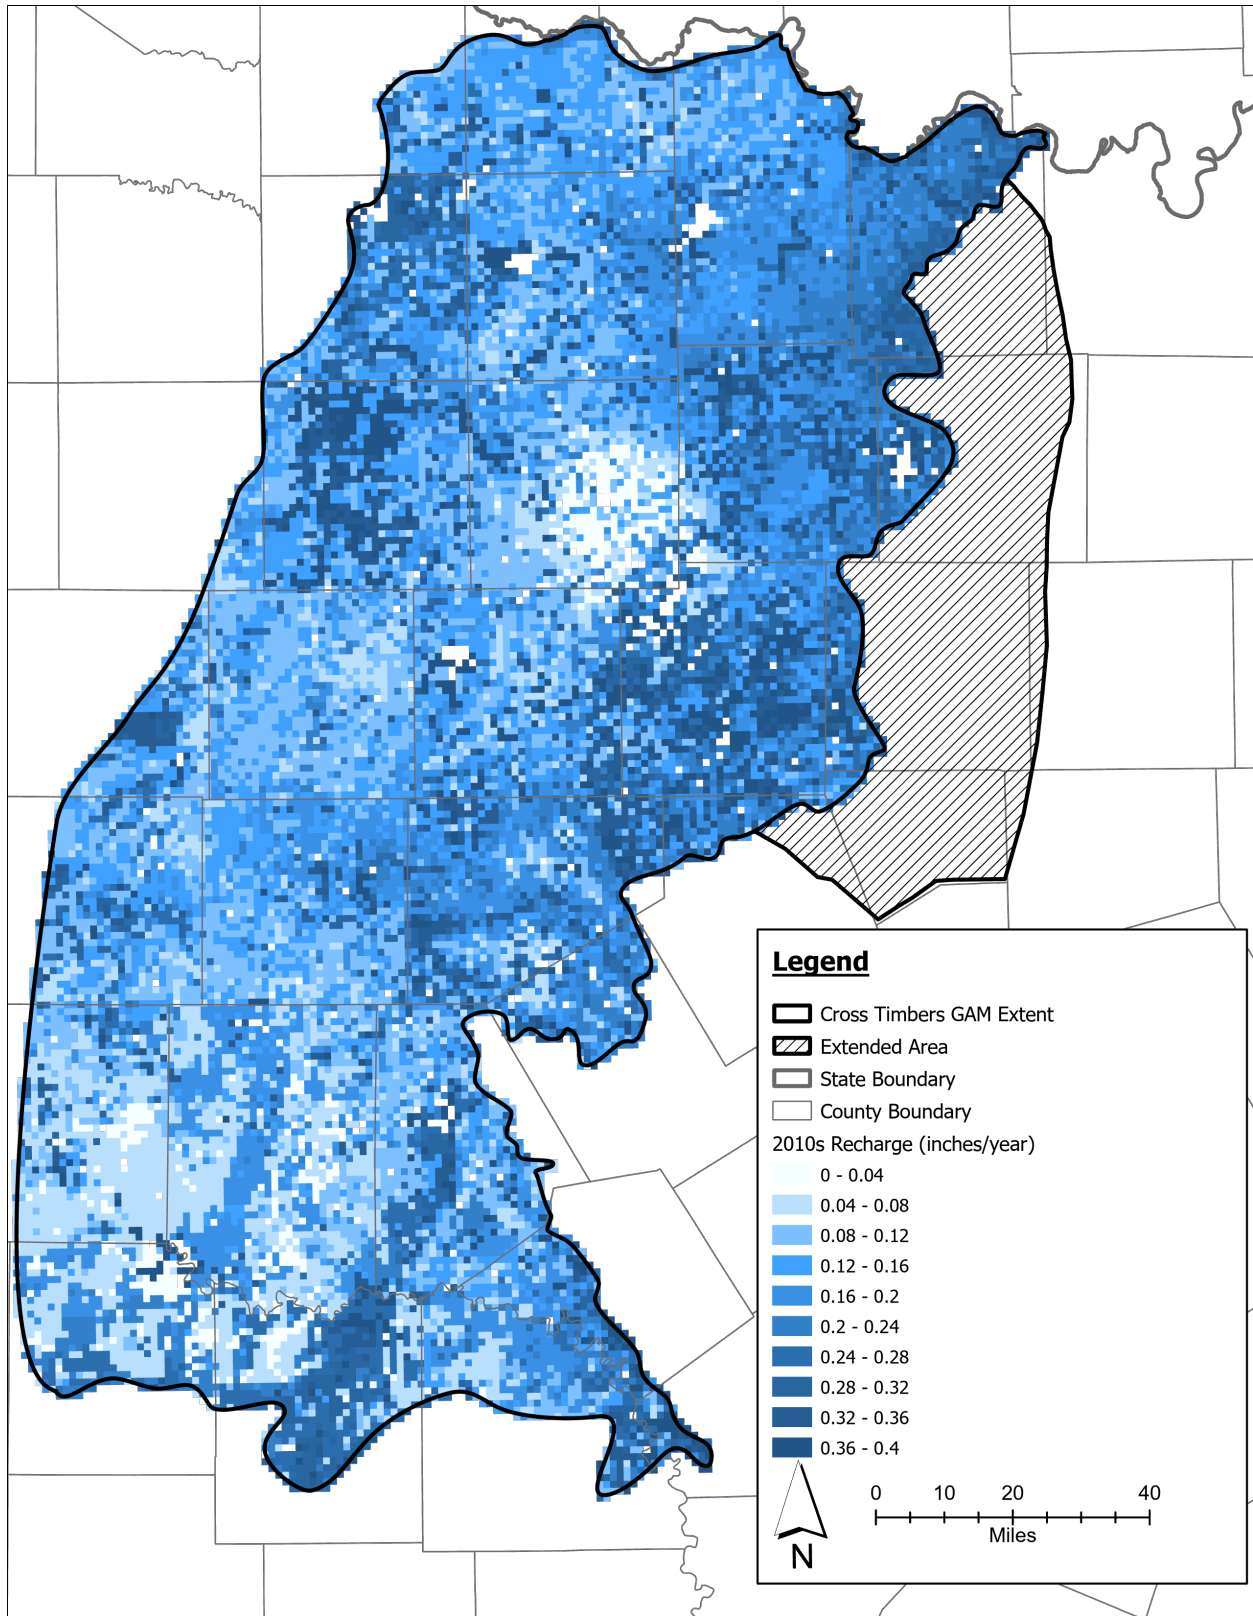 Legend
Cross Timbers GAM Extent
Extended Area
State Boundary
County Boundary
2010s Recharge (inches/year)
0 - 0.04
0.04 - 0.08
0.08 - 0.12
0.12 - 0.16
0.16 - 0.2
0.2 - 0.24
0.24 - 0.28
0.28 - 0.32
0.32 - 0.36
0.36 - 0.4
0 10 20 40
Miles
N